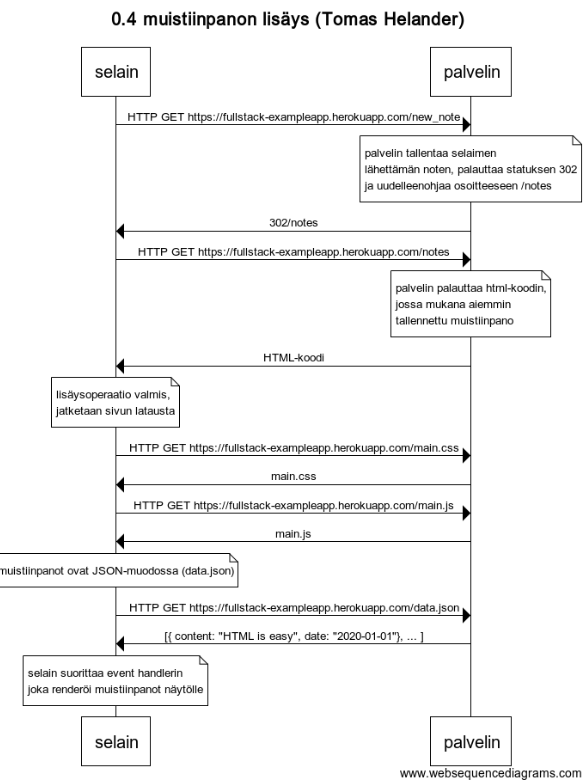 0.4 muistiinpanon lisäys (Tomas Helander)
selain
palvelin
HTTP GET https://fullstack-exampleapp.herokuapp.com/new_note
palvelin tallentaa selaimen
lähettämän noten, palauttaa statuksen 302
ja uudelleenohjaa osoitteeseen /notes
302/notes
HTTP GET https://fullstack-exampleapp.herokuapp.com/notes
palvelin palauttaa html-koodin,
jossa mukana aiemmin
tallennettu muistiinpano
HTML-koodi
lisäysoperaatio valmis,
jatketaan sivun latausta
HTTP GET https://fullstack-exampleapp.herokuapp.com/main.css
main.css
HTTP GET https://fullstack-exampleapp.herokuapp.com/main.js
main.js
muistiinpanot ovat JSON-muodossa (data.json)
HTTP GET https://fullstack-exampleapp.herokuapp.com/data.json
[{ content: "HTML is easy", date: "2020-01-01"}, ... ]
selain suorittaa event handlerin
joka renderöi muistiinpanot näytölle
selain
palvelin
www.websequencediagrams.com